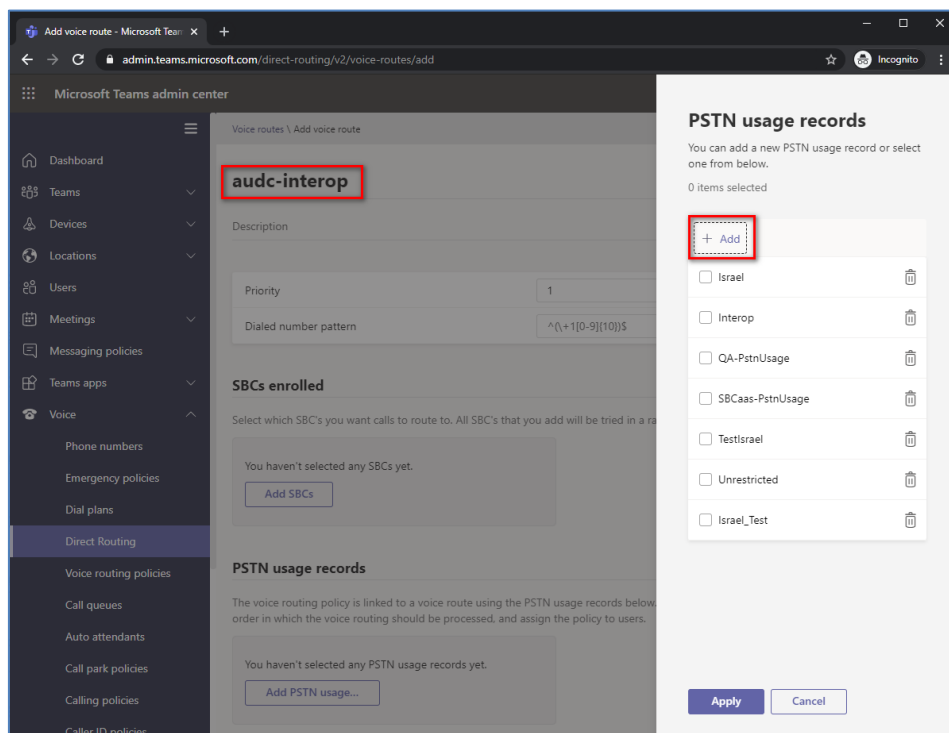 Add voice route - Microsoft Tear
admin.teams.microsoft.com/direct-routing/v2/voice-routes/add
Incognito
Microsoft Teams admin center
Dashboard
Teams
Devices
Locations
Users
Meetings
Messaging policies
Teams apps
Voice
Phone numbers
Emergency policies
Dial plans
Direct Routing
Voice routing policies
Call queues
Auto attendants
Call park policies
Calling policies
Caller ID policies
Voice routes \ Add voice route
audc-interop
Description
Priority
1
Dialed number pattern
^(\+1[0-9]{10})$
SBCs enrolled
Select which SBC's you want calls to route to. All SBC's that you add will be tried in a ra
You haven't selected any SBCs yet.
Add SBCs
PSTN usage records
The voice routing policy is linked to a voice route using the PSTN usage records below.
order in which the voice routing should be processed, and assign the policy to users.
You haven't selected any PSTN usage records yet.
Add PSTN usage...
PSTN usage records
You can add a new PSTN usage record or select
one from below.
0 items selected
+ Add
Israel
Interop
QA-PstnUsage
SBCaas-PstnUsage
TestIsrael
Unrestricted
Israel_Test
Apply
Cancel